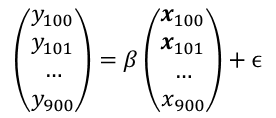 y₁₀₀
y₁₀₁
...
y₉₀₀
= β
𝒙₁₀₀
𝒙₁₀₁
...
x₉₀₀
+ ϵ